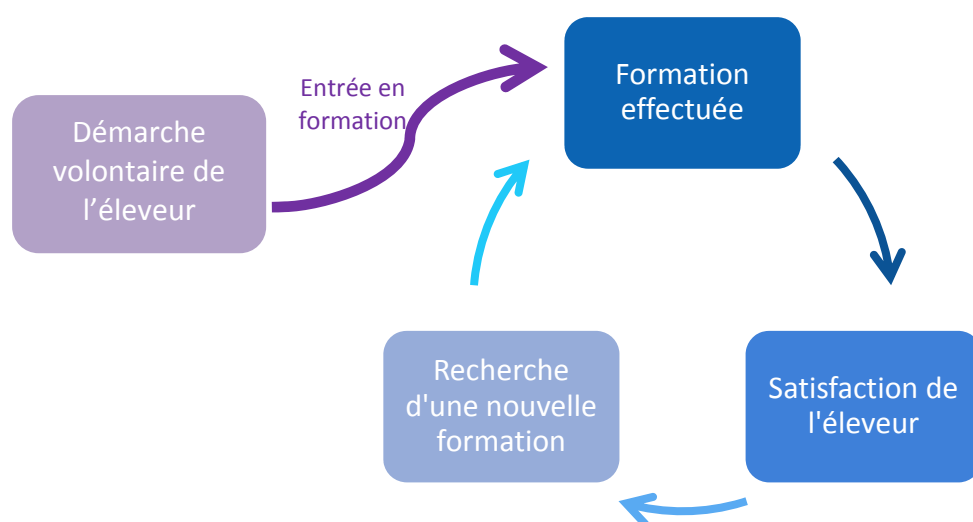 Démarche
volontaire de
l’éleveur
Entrée en
formation
Formation
effectuée
Satisfaction de
l'éleveur
Recherche
d'une nouvelle
formation